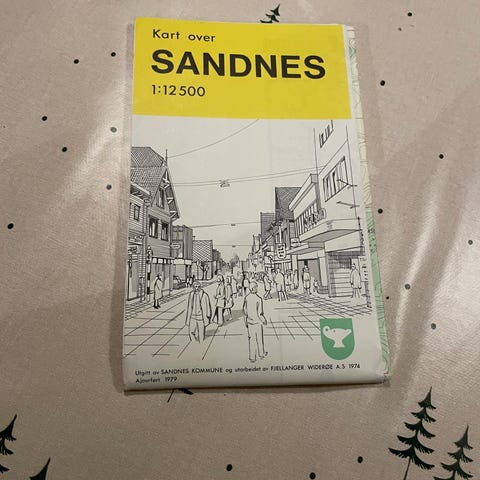 Kart over
SANDNES
1:12 500
Utgitt av SANDNES KOMMUNE og utarbeidet av FJELLANGER WIDERØE A.S 1974
Ajourført 1979